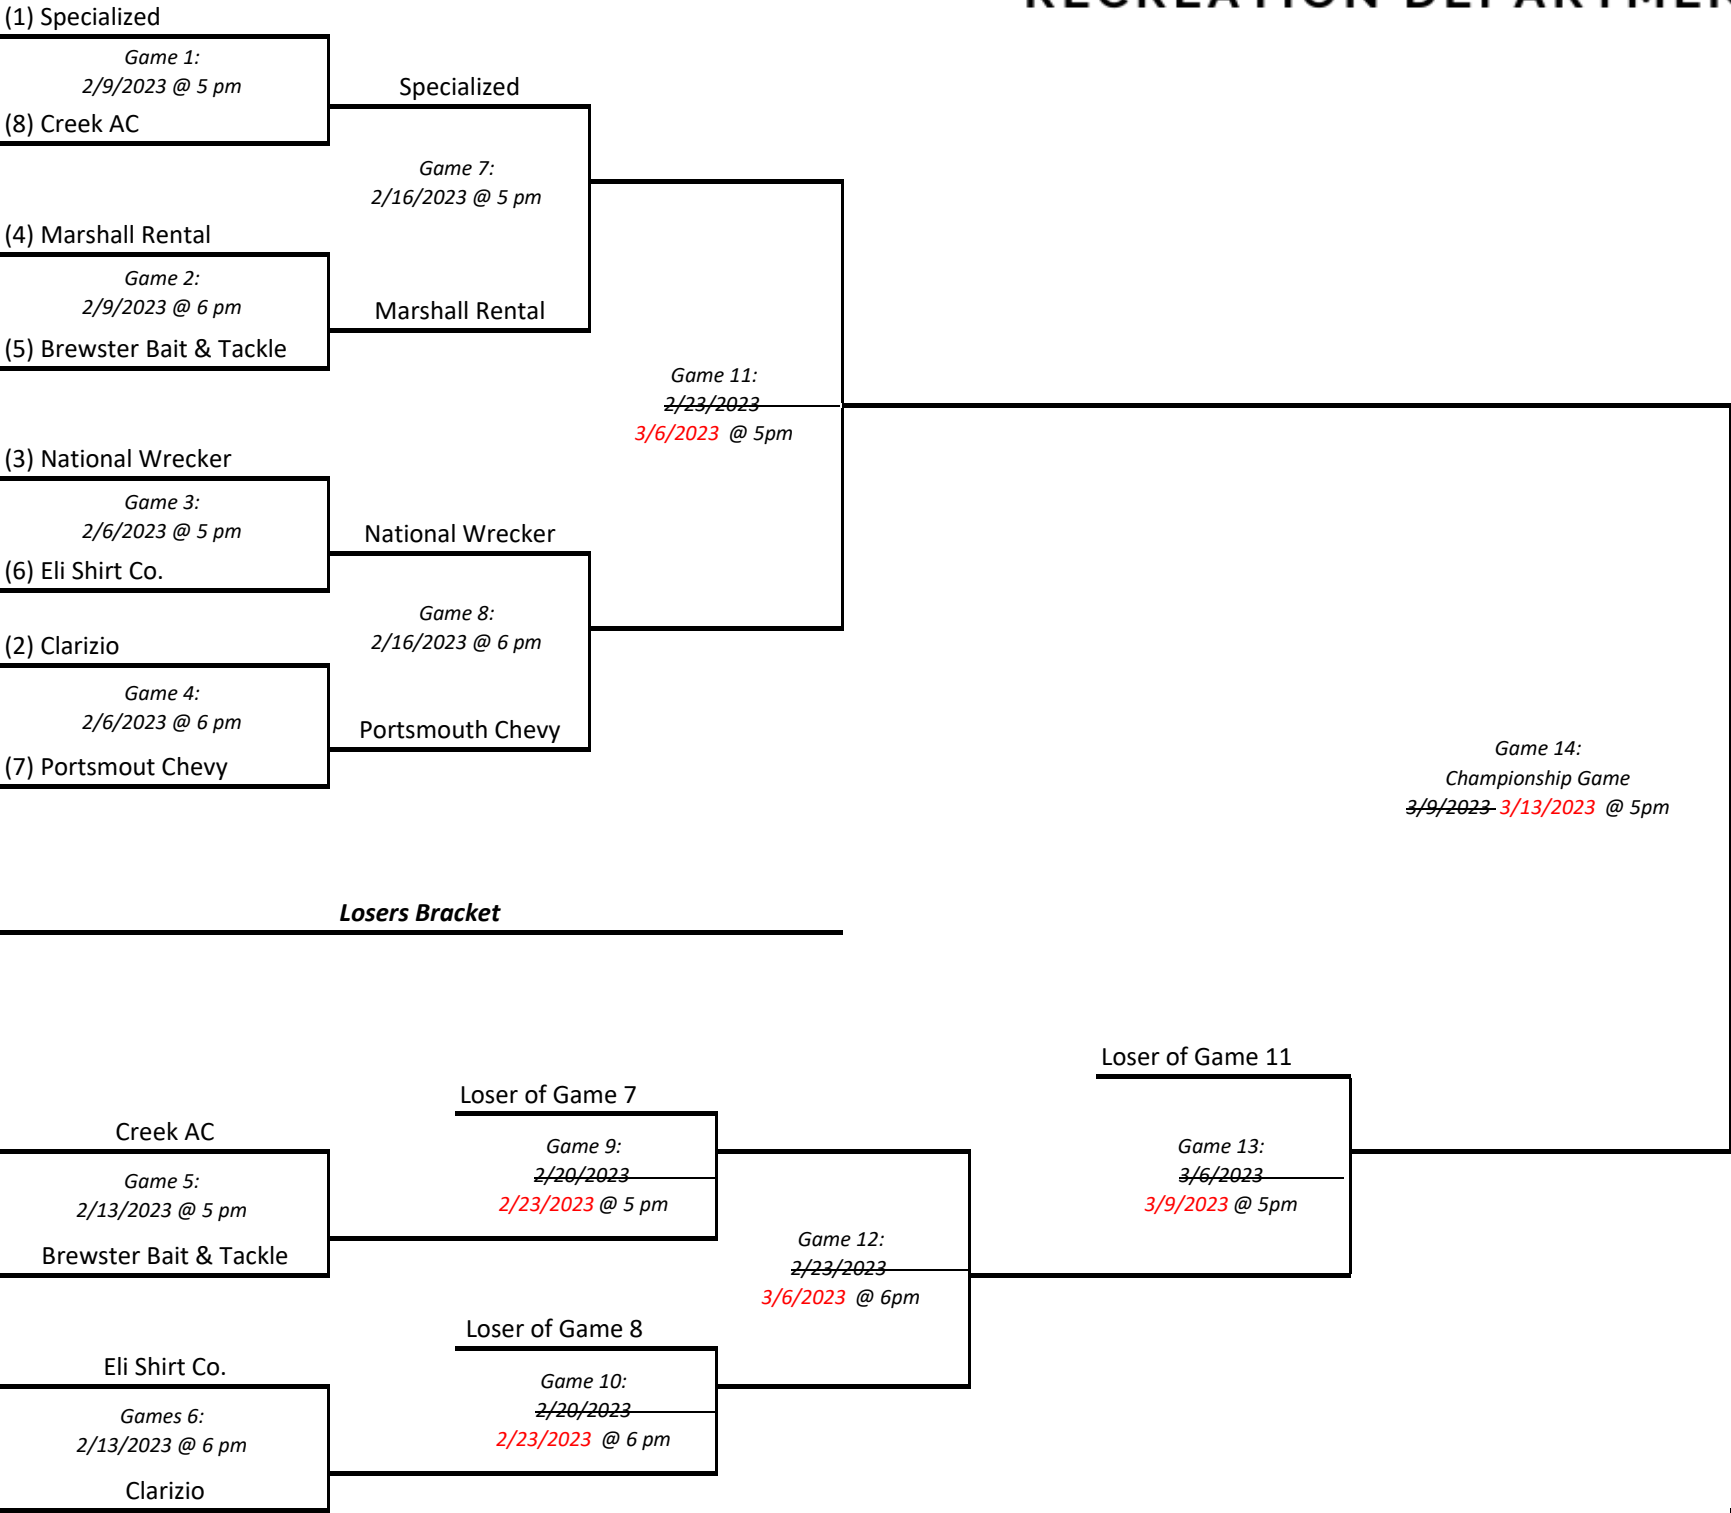 RECREATION DEPARTMEN
(1) Specialized
Game 1:
2/9/2023 @ 5 pm
(8) Creek AC
Specialized
Game 7:
2/16/2023 @ 5 pm
(4) Marshall Rental
Game 2:
2/9/2023 @ 6 pm
(5) Brewster Bait & Tackle
Marshall Rental
Game 11:
2/23/2023
3/6/2023 @ 5pm
(3) National Wrecker
Game 3:
2/6/2023 @ 5 pm
(6) Eli Shirt Co.
National Wrecker
Game 8:
2/16/2023 @ 6 pm
(2) Clarizio
Game 4:
2/6/2023 @ 6 pm
(7) Portsmout Chevy
Portsmouth Chevy
Game 14:
Championship Game
3/9/2023 3/13/2023 @ 5pm
Losers Bracket
Loser of Game 11
Game 13:
3/6/2023
3/9/2023 @ 5pm
Loser of Game 7
Game 9:
2/20/2023
2/23/2023 @ 5 pm
Creek AC
Game 5:
2/13/2023 @ 5 pm
Brewster Bait & Tackle
Game 12:
2/23/2023
3/6/2023 @ 6pm
Loser of Game 8
Game 10:
2/20/2023
2/23/2023 @ 6 pm
Eli Shirt Co.
Games 6:
2/13/2023 @ 6 pm
Clarizio